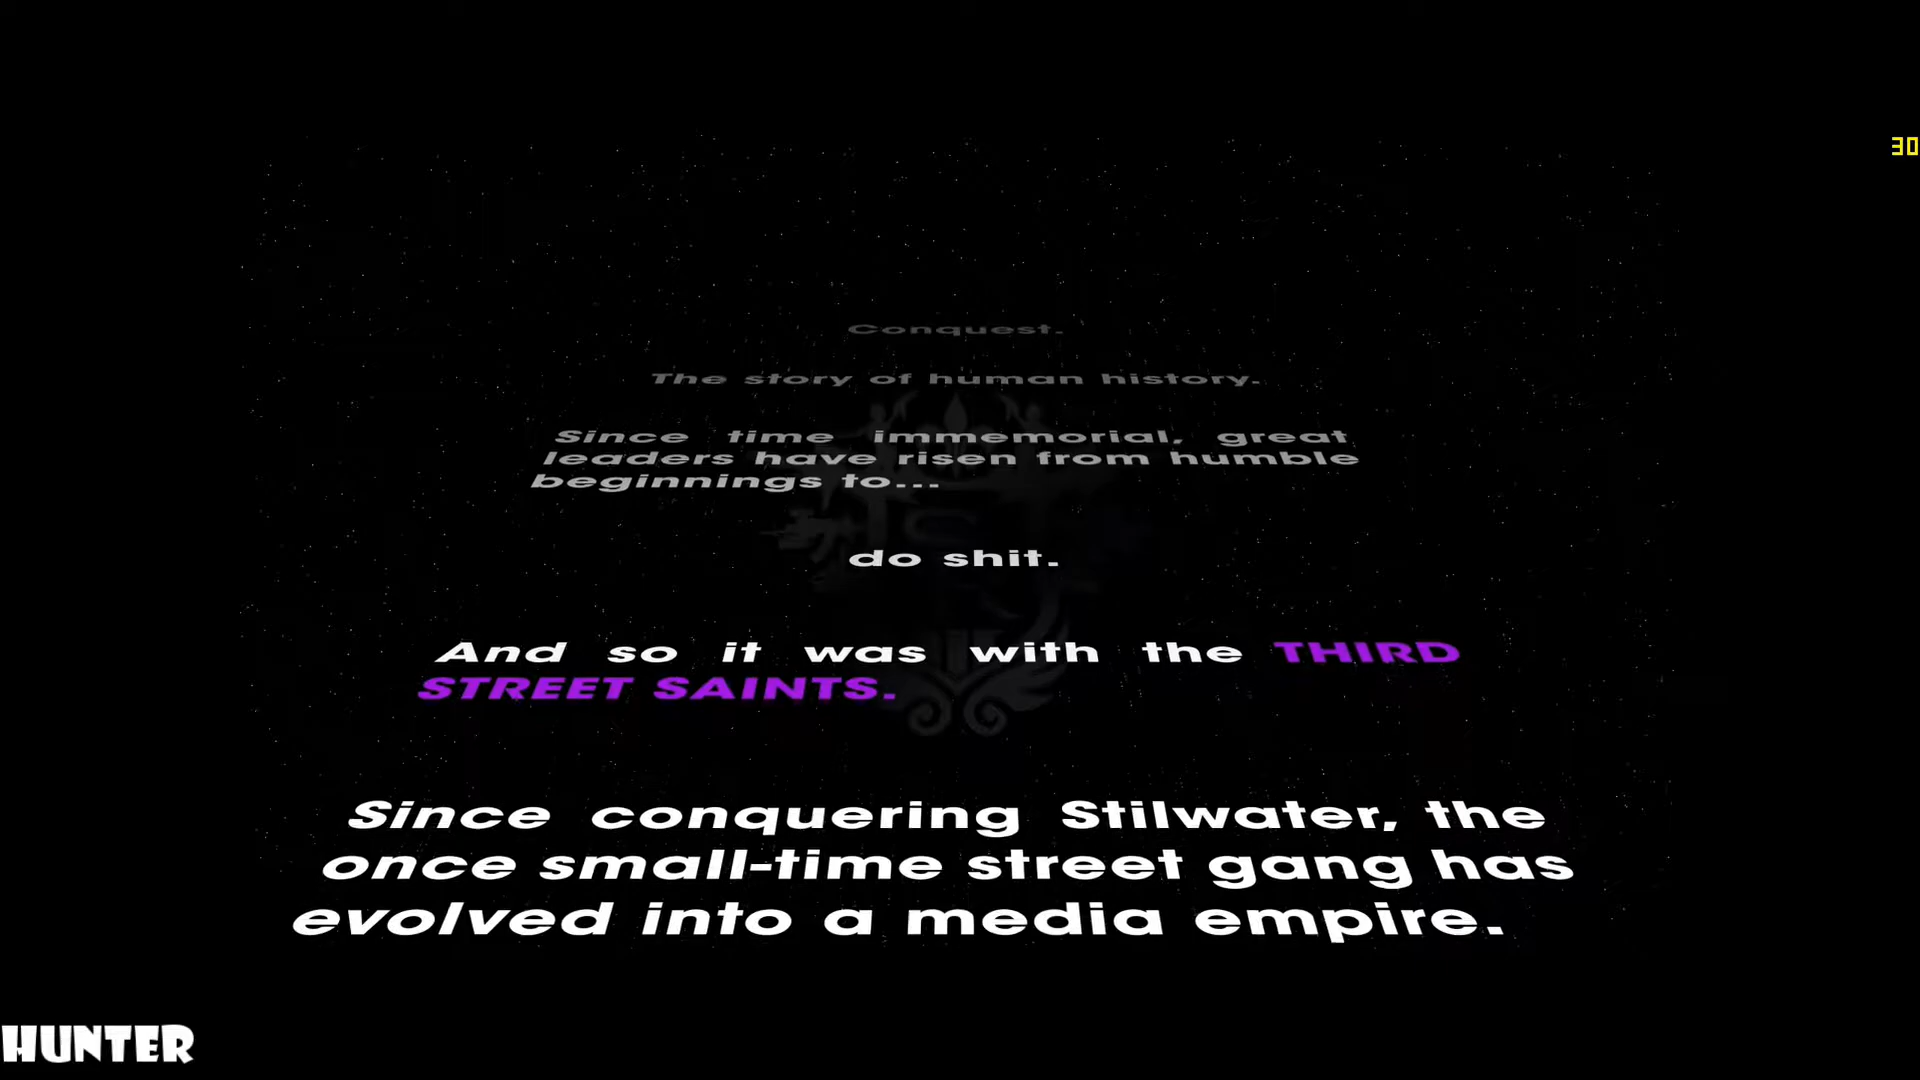 30
Conquest.
The story of human history.
Since time immemorial, great
leaders have risen from humble
beginnings to...
do shit.
And so it was with the THIRD
STREET SAINTS.
Since conquering Stilwater, the
once small-time street gang has
evolved into a media empire.
HUNTER